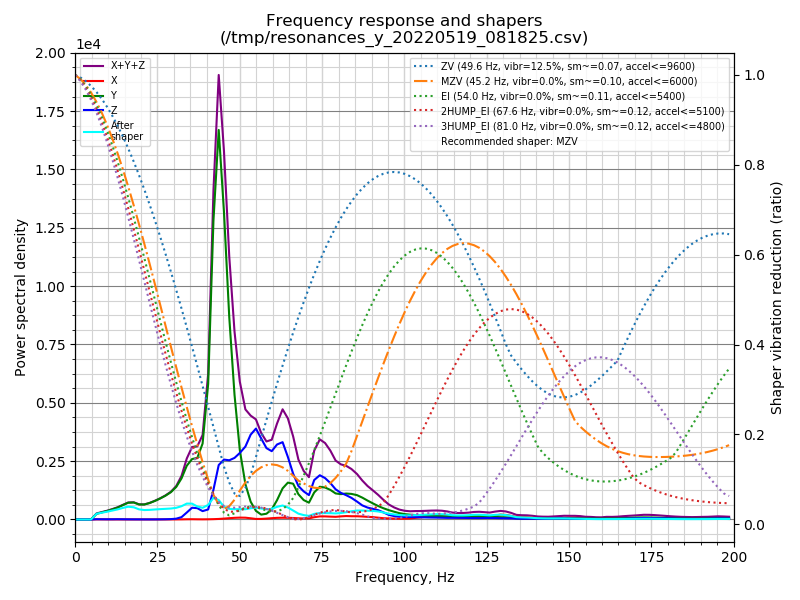 Frequency response and shapers
(/tmp/resonances_y_20220519_081825.csv)
1e4
2.00
1.75
1.50
1.25
1.00
0.75
0.50
0.25
0.00
Power spectral density
X+Y+Z
X
Y
Z
After
shaper
ZV (49.6 Hz, vibr=12.5%, sm~=0.07, accel<=9600)
MZV (45.2 Hz, vibr=0.0%, sm~=0.10, accel<=6000)
EI (54.0 Hz, vibr=0.0%, sm~=0.11, accel<=5400)
2HUMP_EI (67.6 Hz, vibr=0.0%, sm~=0.12, accel<=5100)
3HUMP_EI (81.0 Hz, vibr=0.0%, sm~=0.12, accel<=4800)
Recommended shaper: MZV
1.0
0.8
0.6
0.4
0.2
0.0
Shaper vibration reduction (ratio)
0 25 50 75 100 125 150 175 200
Frequency, Hz